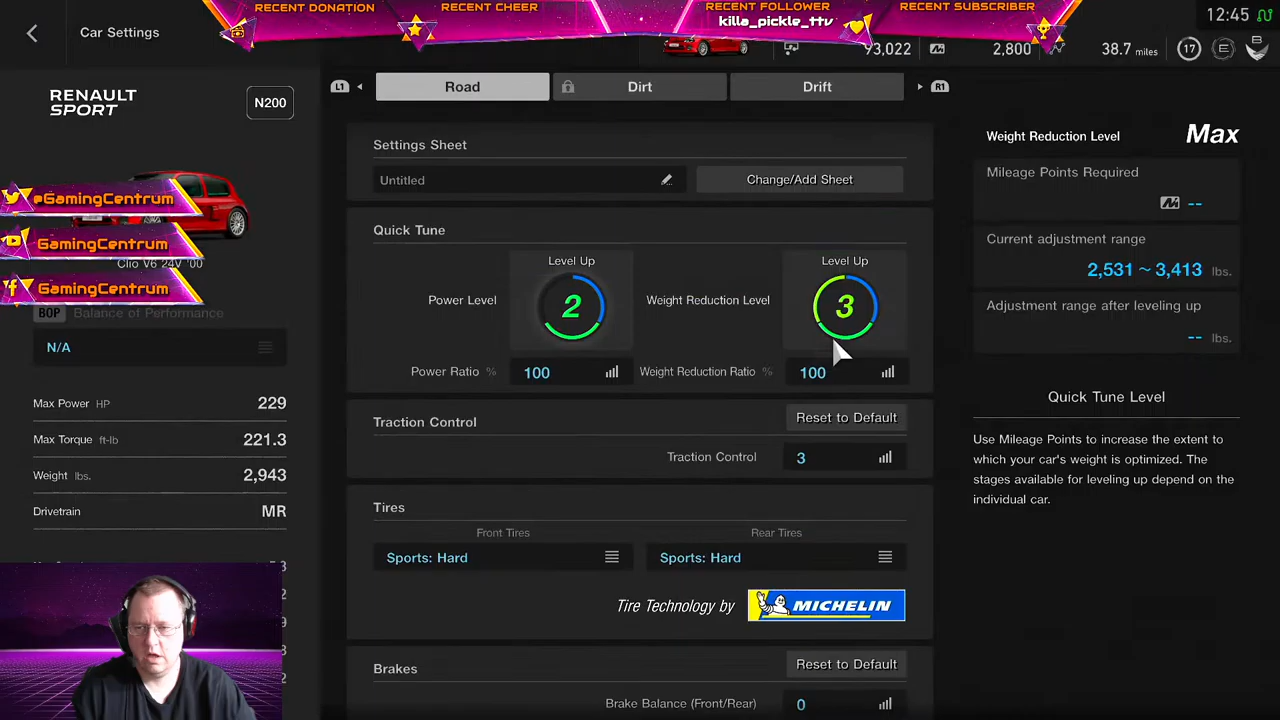 RECENT DONATION
RECENT CHEER
RECENT FOLLOWER
killa_pickle_ttv
RECENT SUBSCRIBER
12:45
Car Settings
93,022
2,800
38.7 miles
17
E
B
RENAULT
SPORT
N200
@GamingCentrum
GamingCentrum
GamingCentrum
Clio V6 24V '00
BOP Balance of Performance
N/A
Max Power HP 229
Max Torque ft-lb 221.3
Weight lbs. 2,943
Drivetrain MR
L1 Road Dirt Drift R1
Settings Sheet
Untitled
Change/Add Sheet
Quick Tune
Level Up
Level Up
Power Level 2
Weight Reduction Level 3
Power Ratio % 100
Weight Reduction Ratio % 100
Traction Control
Reset to Default
Traction Control 3
Tires
Front Tires
Rear Tires
Sports: Hard
Sports: Hard
Tire Technology by MICHELIN
Brakes
Reset to Default
Brake Balance (Front/Rear) 0
Weight Reduction Level Max
Mileage Points Required
--
Current adjustment range
2,531 ~ 3,413 lbs.
Adjustment range after leveling up
-- lbs.
Quick Tune Level
Use Mileage Points to increase the extent to
which your car's weight is optimized. The
stages available for leveling up depend on the
individual car.